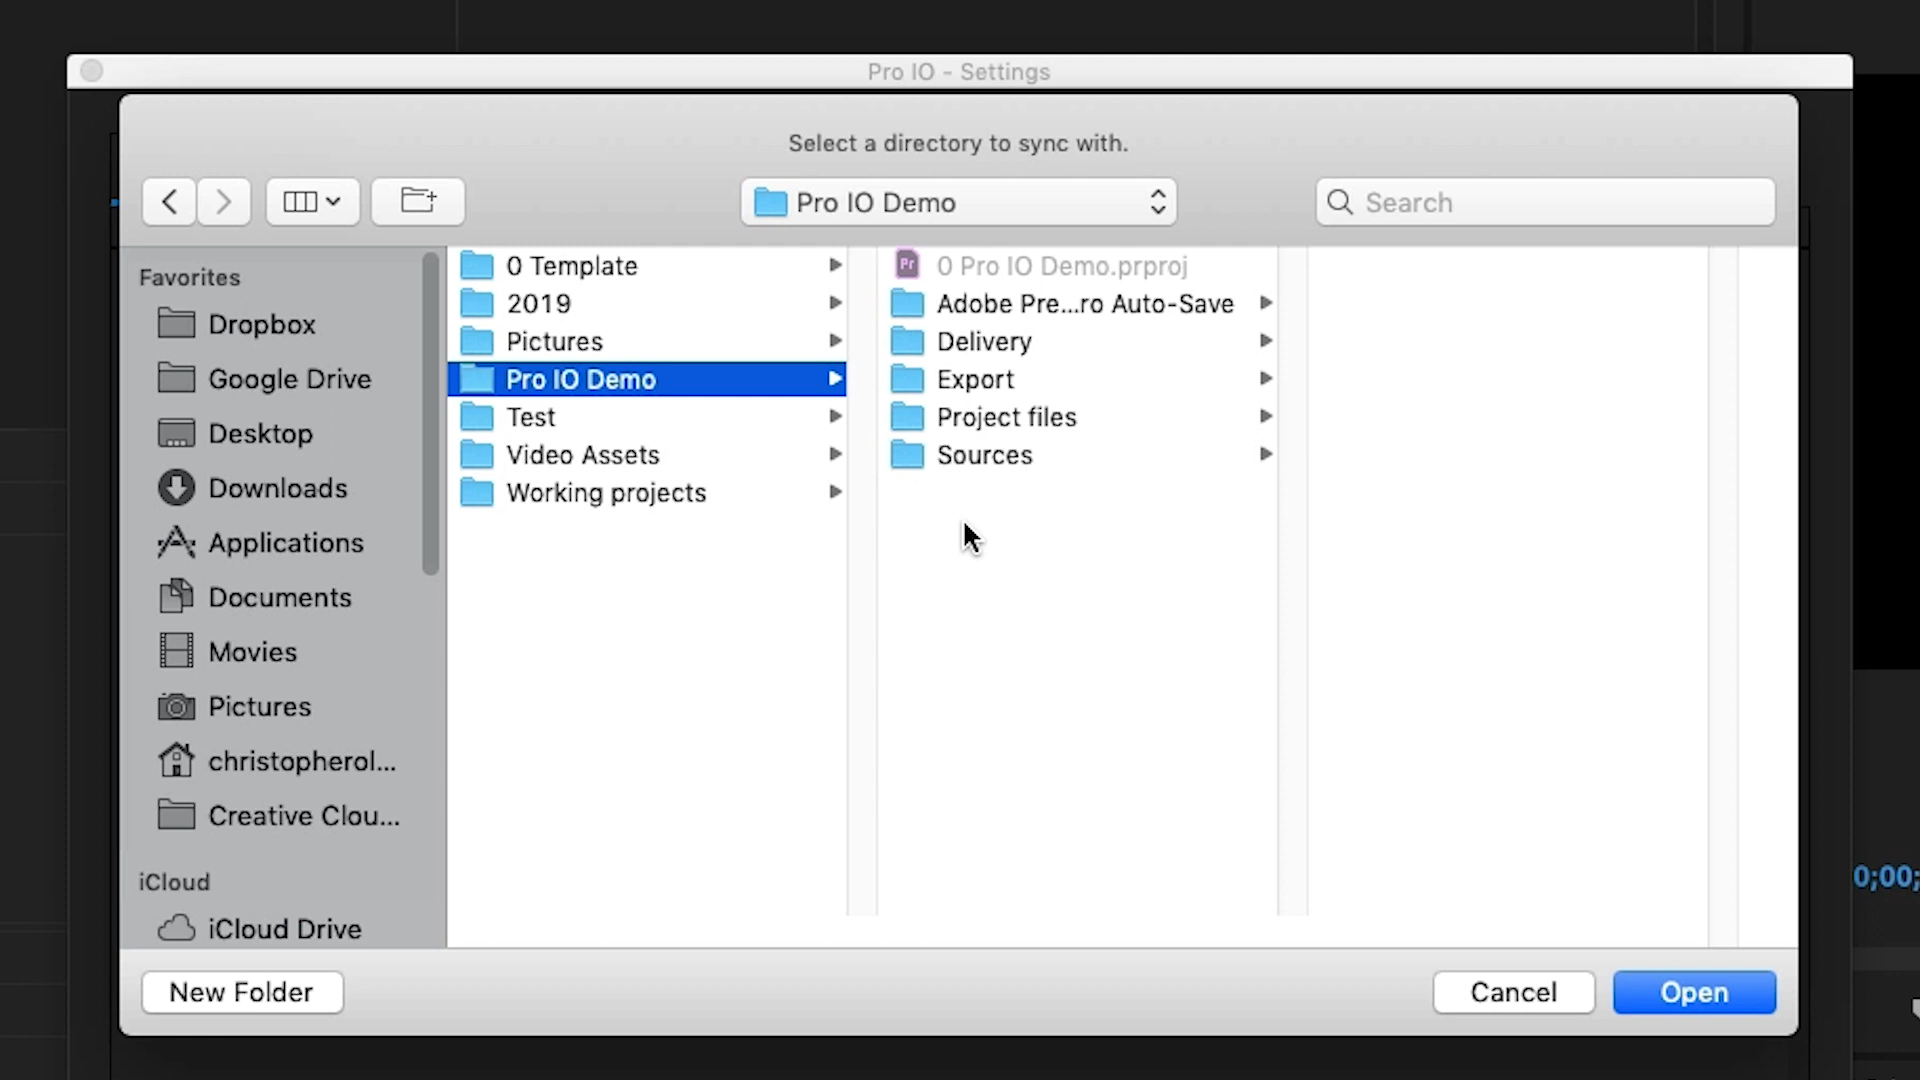 Pro IO - Settings
Select a directory to sync with.
Pro IO Demo
Search
Favorites
Dropbox
Google Drive
Desktop
Downloads
Applications
Documents
Movies
Pictures
christopherol...
Creative Clou...
iCloud
iCloud Drive
0 Template
2019
Pictures
Pro IO Demo
Test
Video Assets
Working projects
Pr
0 Pro IO Demo.prproj
Adobe Pre...ro Auto-Save
Delivery
Export
Project files
Sources
0;00;
New Folder
Cancel
Open